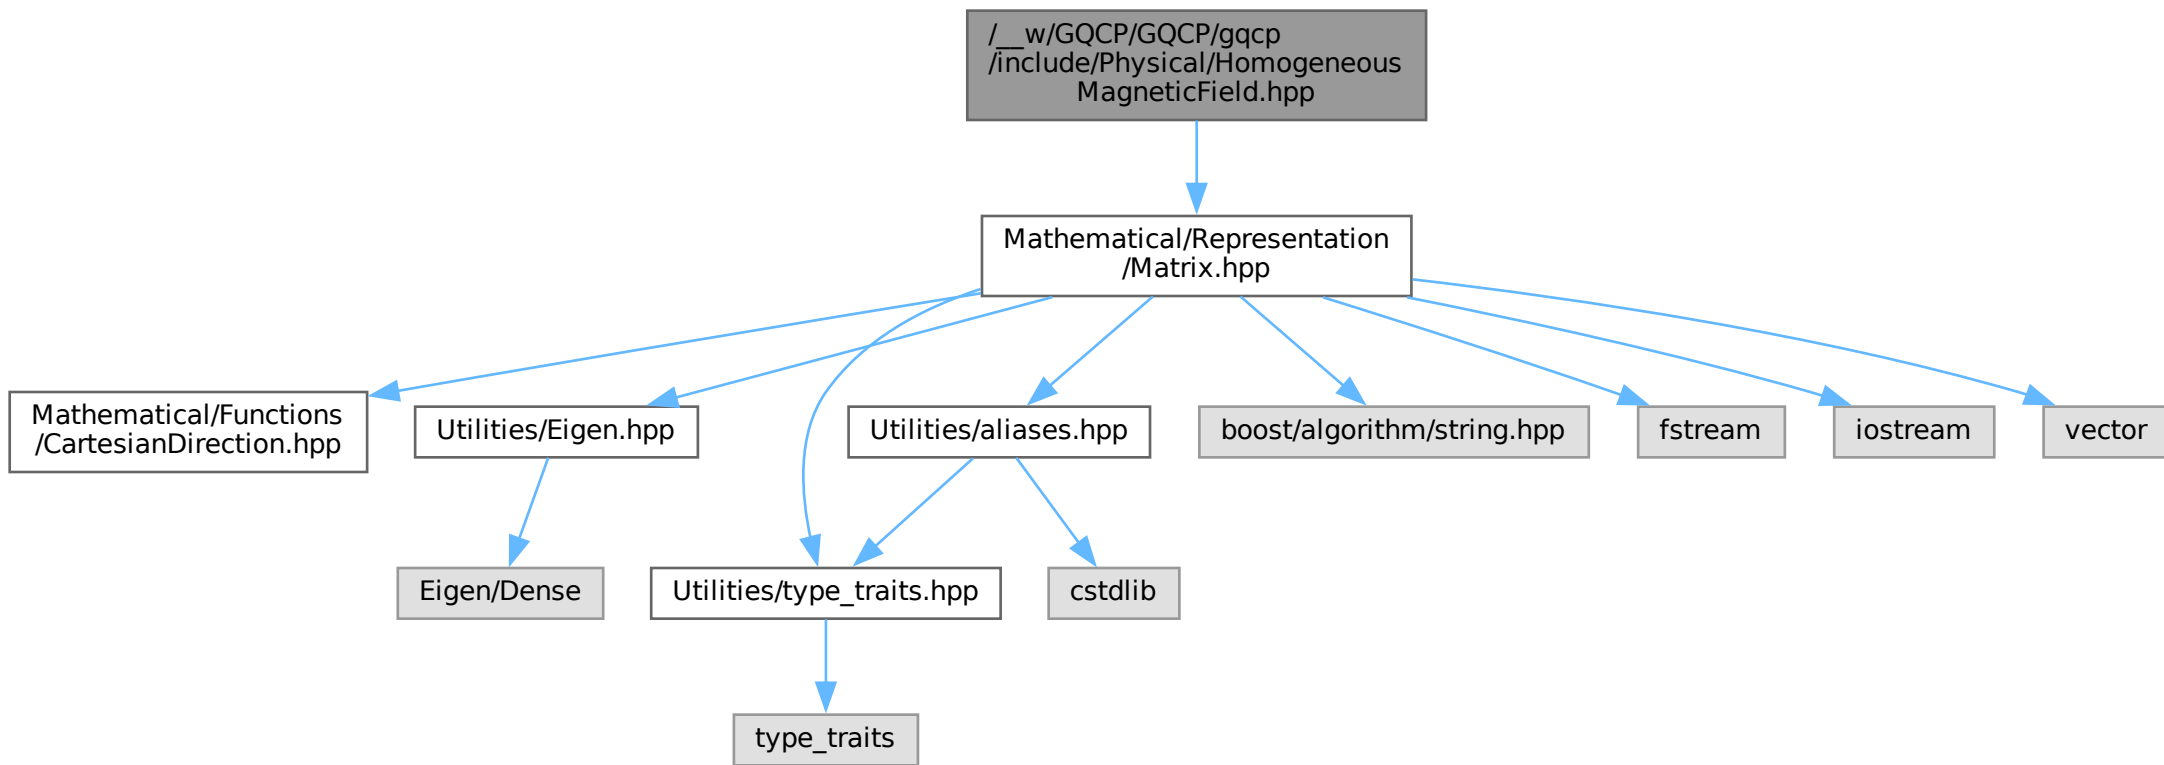 /__w/GQCP/GQCP/gqcp
/include/Physical/Homogeneous
MagneticField.hpp
Mathematical/Representation
/Matrix.hpp
Mathematical/Functions
/CartesianDirection.hpp
Utilities/Eigen.hpp
Utilities/aliases.hpp
boost/algorithm/string.hpp
fstream
iostream
vector
Eigen/Dense
Utilities/type_traits.hpp
cstdlib
type_traits